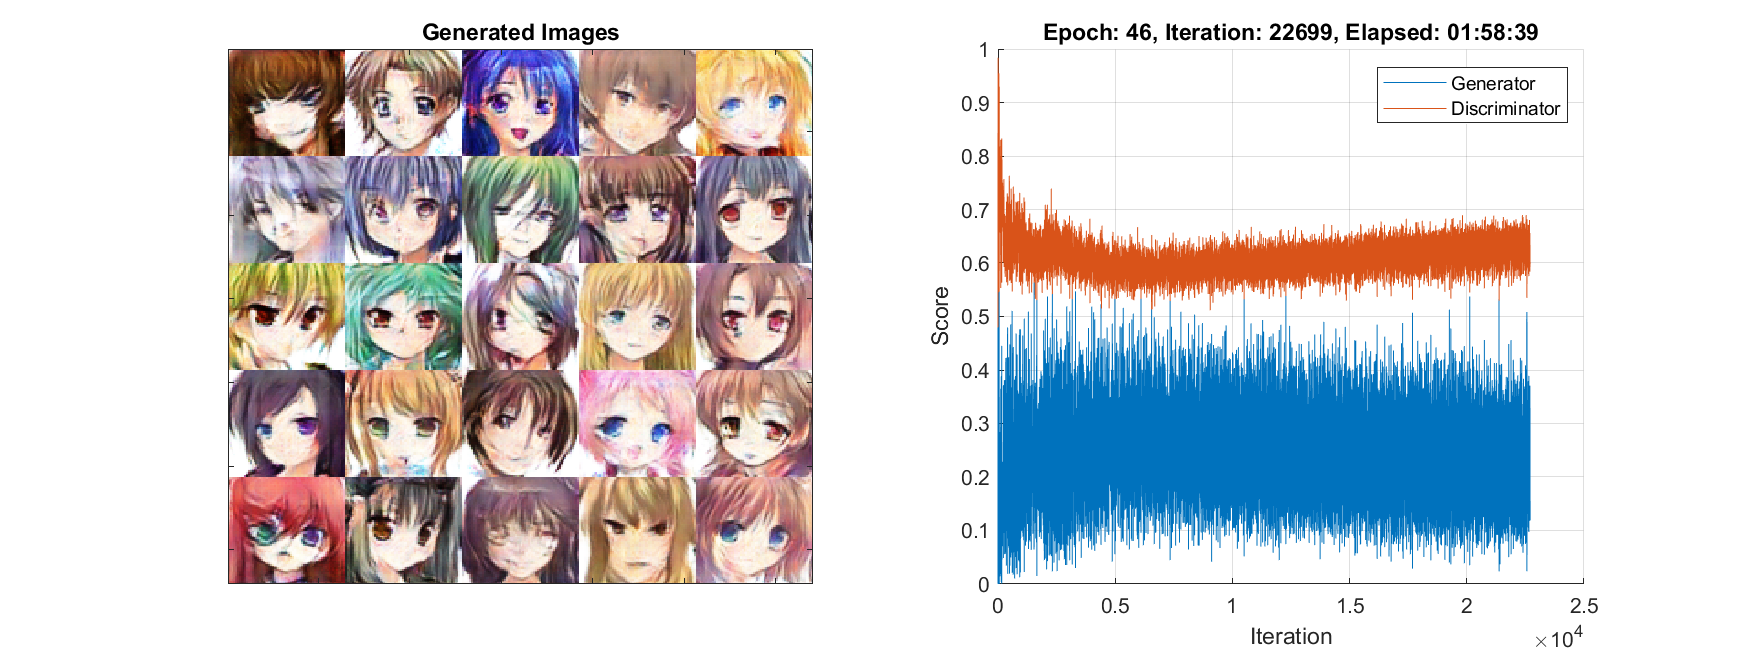 Generated Images
Epoch: 46, Iteration: 22699, Elapsed: 01:58:39
Generator
Discriminator
Score
1
0.9
0.8
0.7
0.6
0.5
0.4
0.3
0.2
0.1
0
0 0.5 1 1.5 2 2.5
Iteration
×10⁴